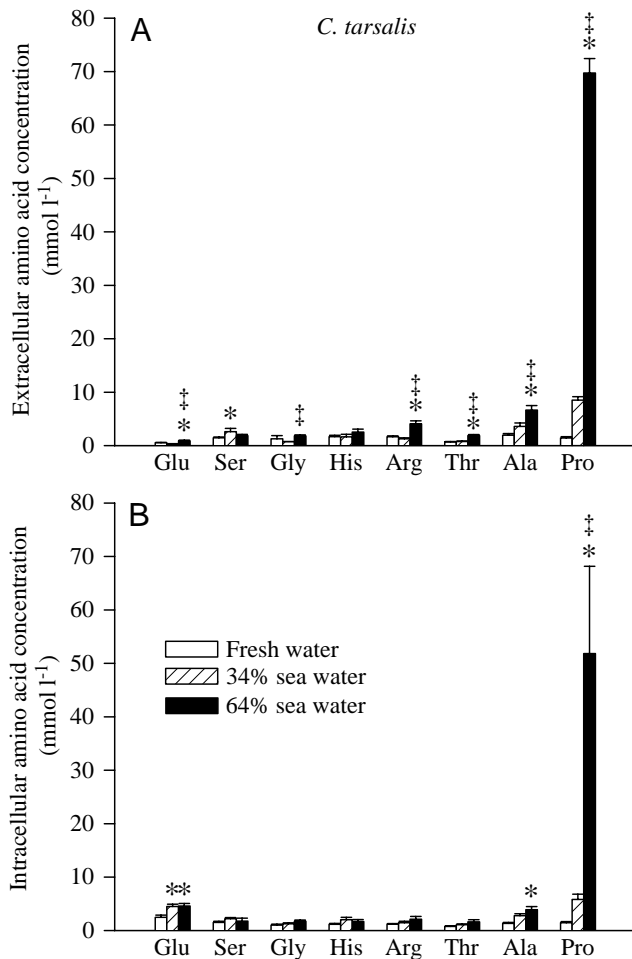 A
C. tarsalis
Extracellular amino acid concentration
(mmol l⁻¹)
80
70
60
50
40
30
20
10
0
‡ *
*
‡
‡ *
‡ *
‡ *
‡ *
Glu Ser Gly His Arg Thr Ala Pro
B
Intracellular amino acid concentration
(mmol l⁻¹)
80
70
60
50
40
30
20
10
0
Fresh water
34% sea water
64% sea water
**
*
‡ *
Glu Ser Gly His Arg Thr Ala Pro